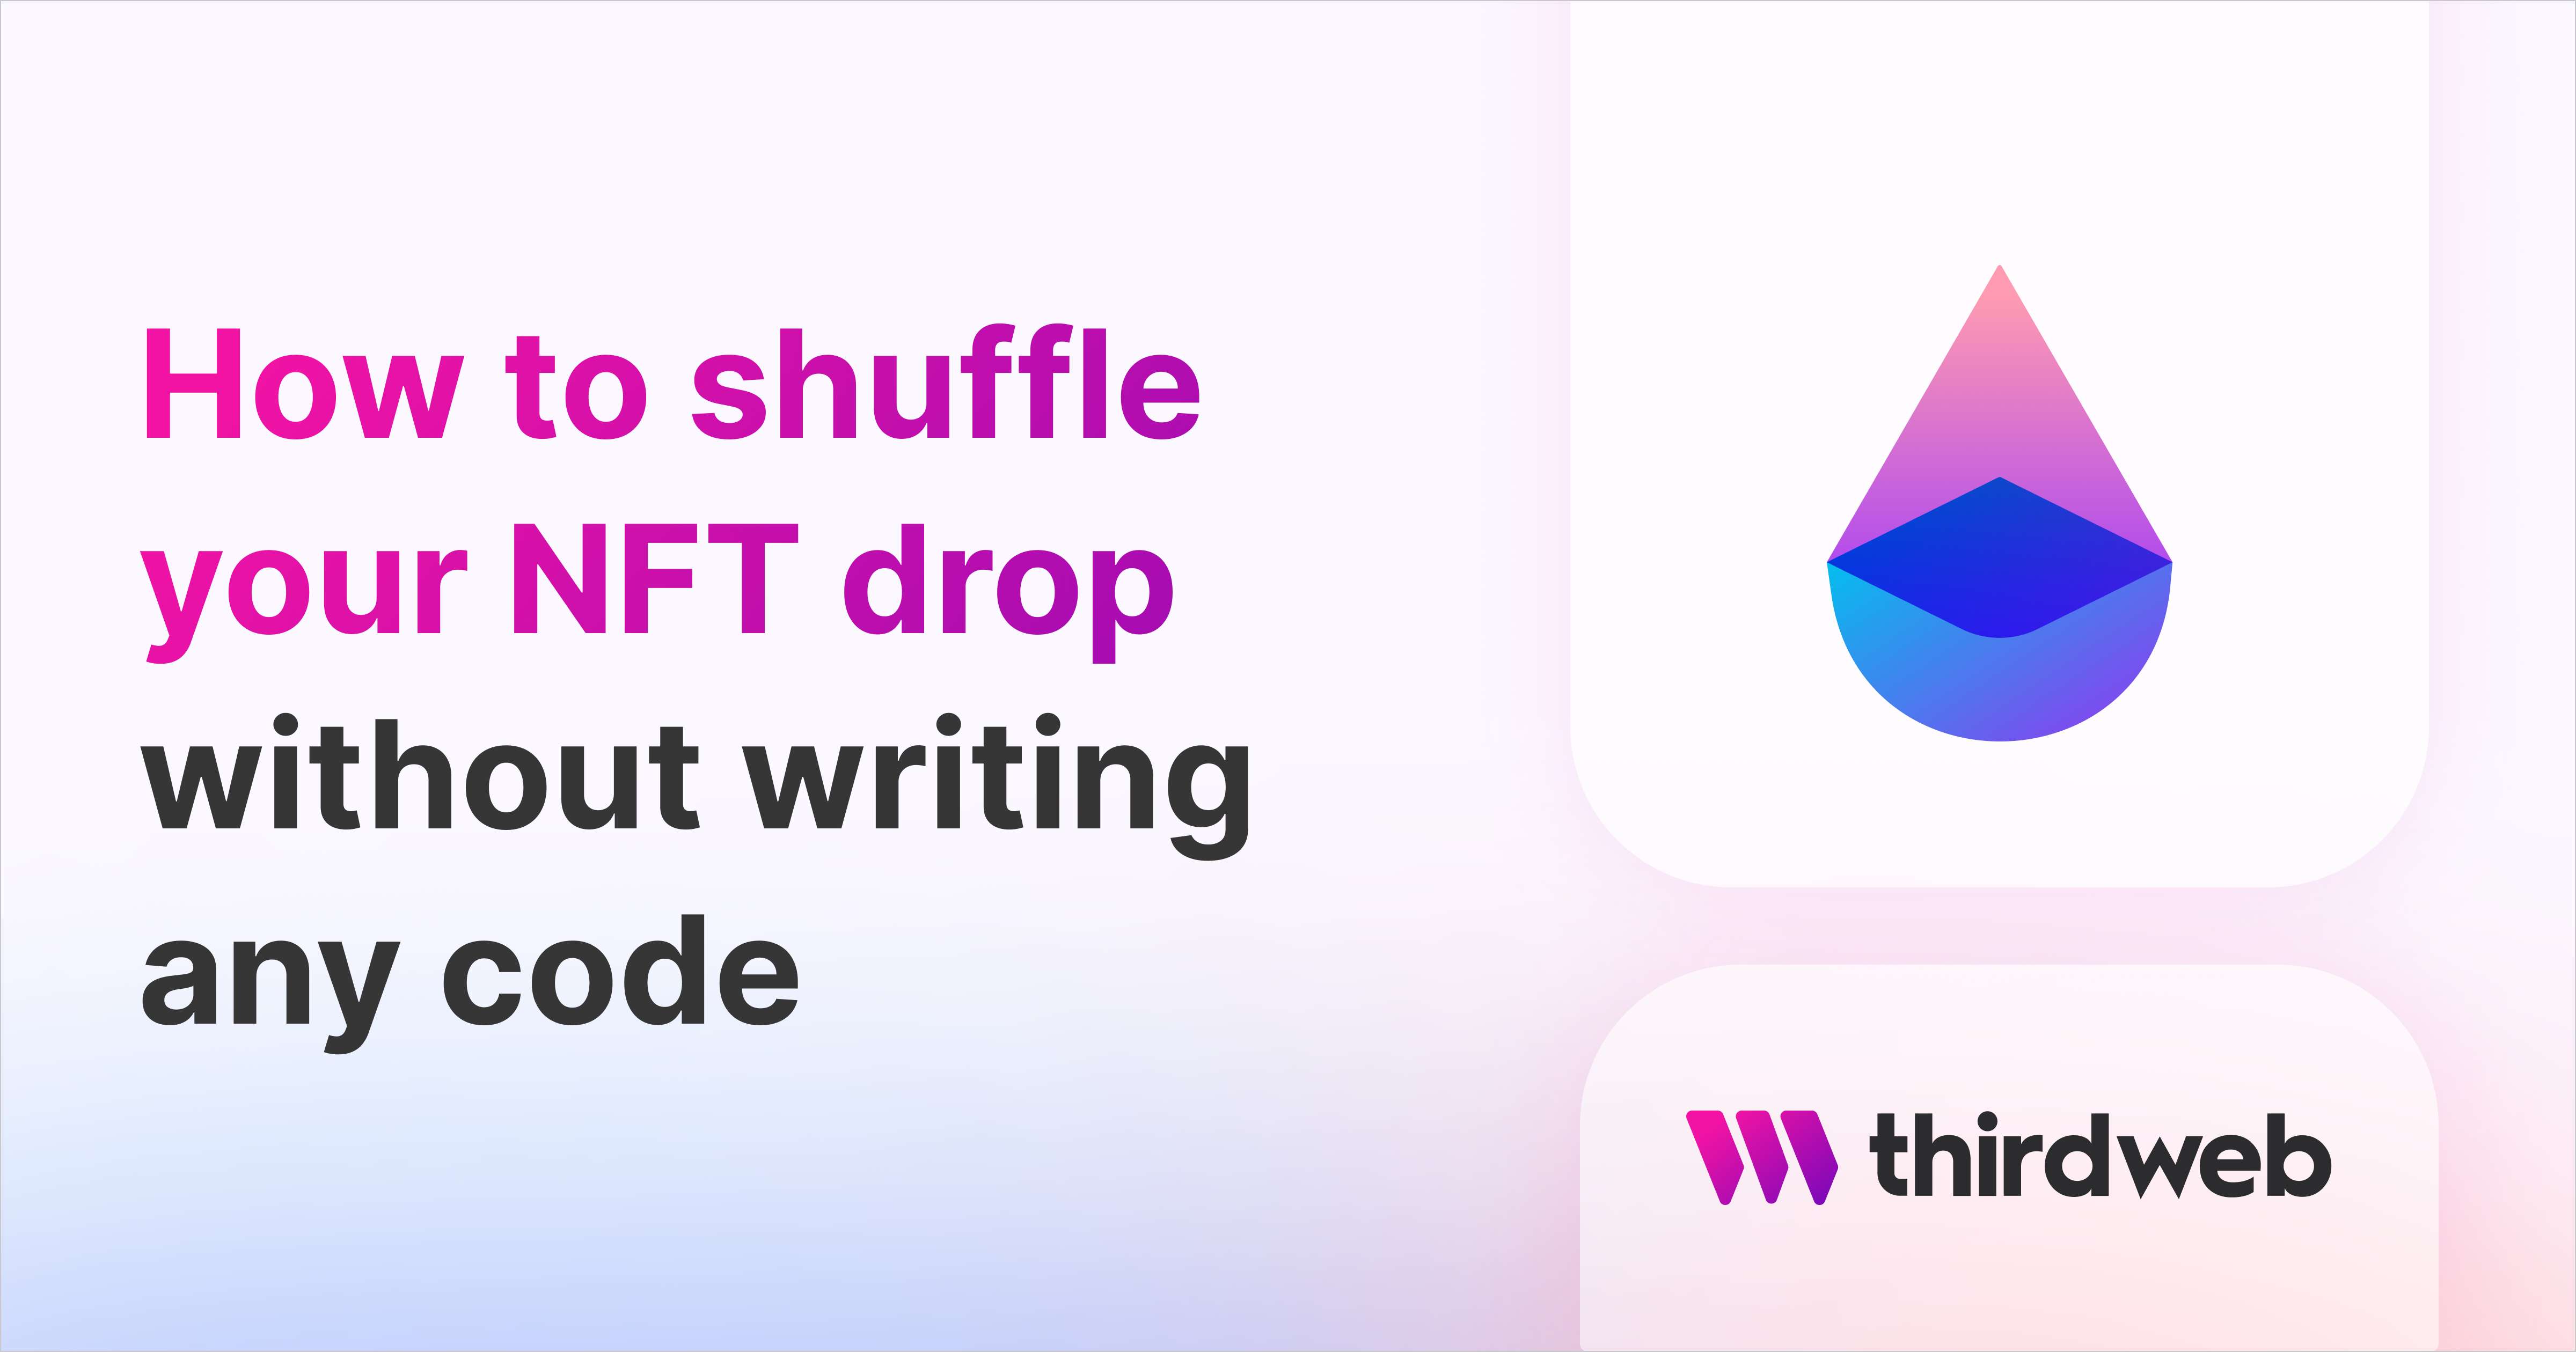 How to shuffle
your NFT drop
without writing
any code
thirdweb